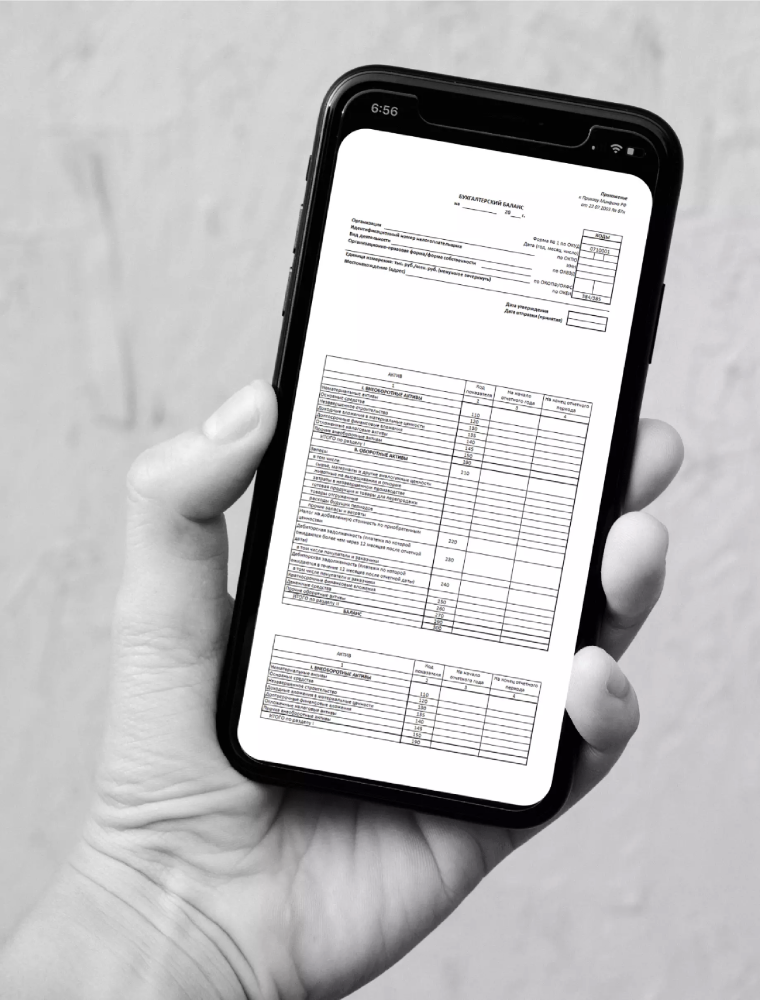 6:56
Приложение
к Приказу Минфина РФ
от 22.07.2003 № 67н
БУХГАЛТЕРСКИЙ БАЛАНС
на 20 г.
КОДЫ
Форма № 1 по ОКУД 0710001
Дата (год, месяц, число)
Организация по ОКПО
Идентификационный номер налогоплательщика
Вид деятельности по ОКВЭД
Организационно-правовая форма/форма собственности
по ОКОПФ/ОКФС
Единица измерения: тыс. руб./млн. руб. (ненужное зачеркнуть) по ОКЕИ 384/385
Местонахождение (адрес)
Дата утверждения
Дата отправки (принятия)
АКТИВ Код показателя На начало отчетного года На конец отчетного периода
1 2 3
I. ВНЕОБОРОТНЫЕ АКТИВЫ
Нематериальные активы 110
Основные средства 120
Незавершенное строительство 130
Доходные вложения в материальные ценности 135
Долгосрочные финансовые вложения 140
Отложенные налоговые активы 145
Прочие внеоборотные активы 150
ИТОГО по разделу I 190
II. ОБОРОТНЫЕ АКТИВЫ
Запасы 210
в том числе:
сырье, материалы и другие аналогичные ценности
животные на выращивании и откорме
затраты в незавершенном производстве
готовая продукция и товары для перепродажи
товары отгруженные
расходы будущих периодов
прочие запасы и затраты
Налог на добавленную стоимость по приобретенным
ценностям 220
Дебиторская задолженность (платежи по которой
ожидаются более чем через 12 месяцев после отчетной
даты) 230
в том числе покупатели и заказчики
Дебиторская задолженность (платежи по которой
ожидаются в течение 12 месяцев после отчетной даты) 240
в том числе покупатели и заказчики
Краткосрочные финансовые вложения 250
Денежные средства 260
Прочие оборотные активы 270
ИТОГО по разделу II 290
БАЛАНС 300
АКТИВ Код показателя На начало отчетного года На конец отчетного периода
1 2 3 4
I. ВНЕОБОРОТНЫЕ АКТИВЫ
Нематериальные активы 110
Основные средства 120
Незавершенное строительство 130
Доходные вложения в материальные ценности 135
Долгосрочные финансовые вложения 140
Отложенные налоговые активы 145
Прочие внеоборотные активы 150
ИТОГО по разделу I 190